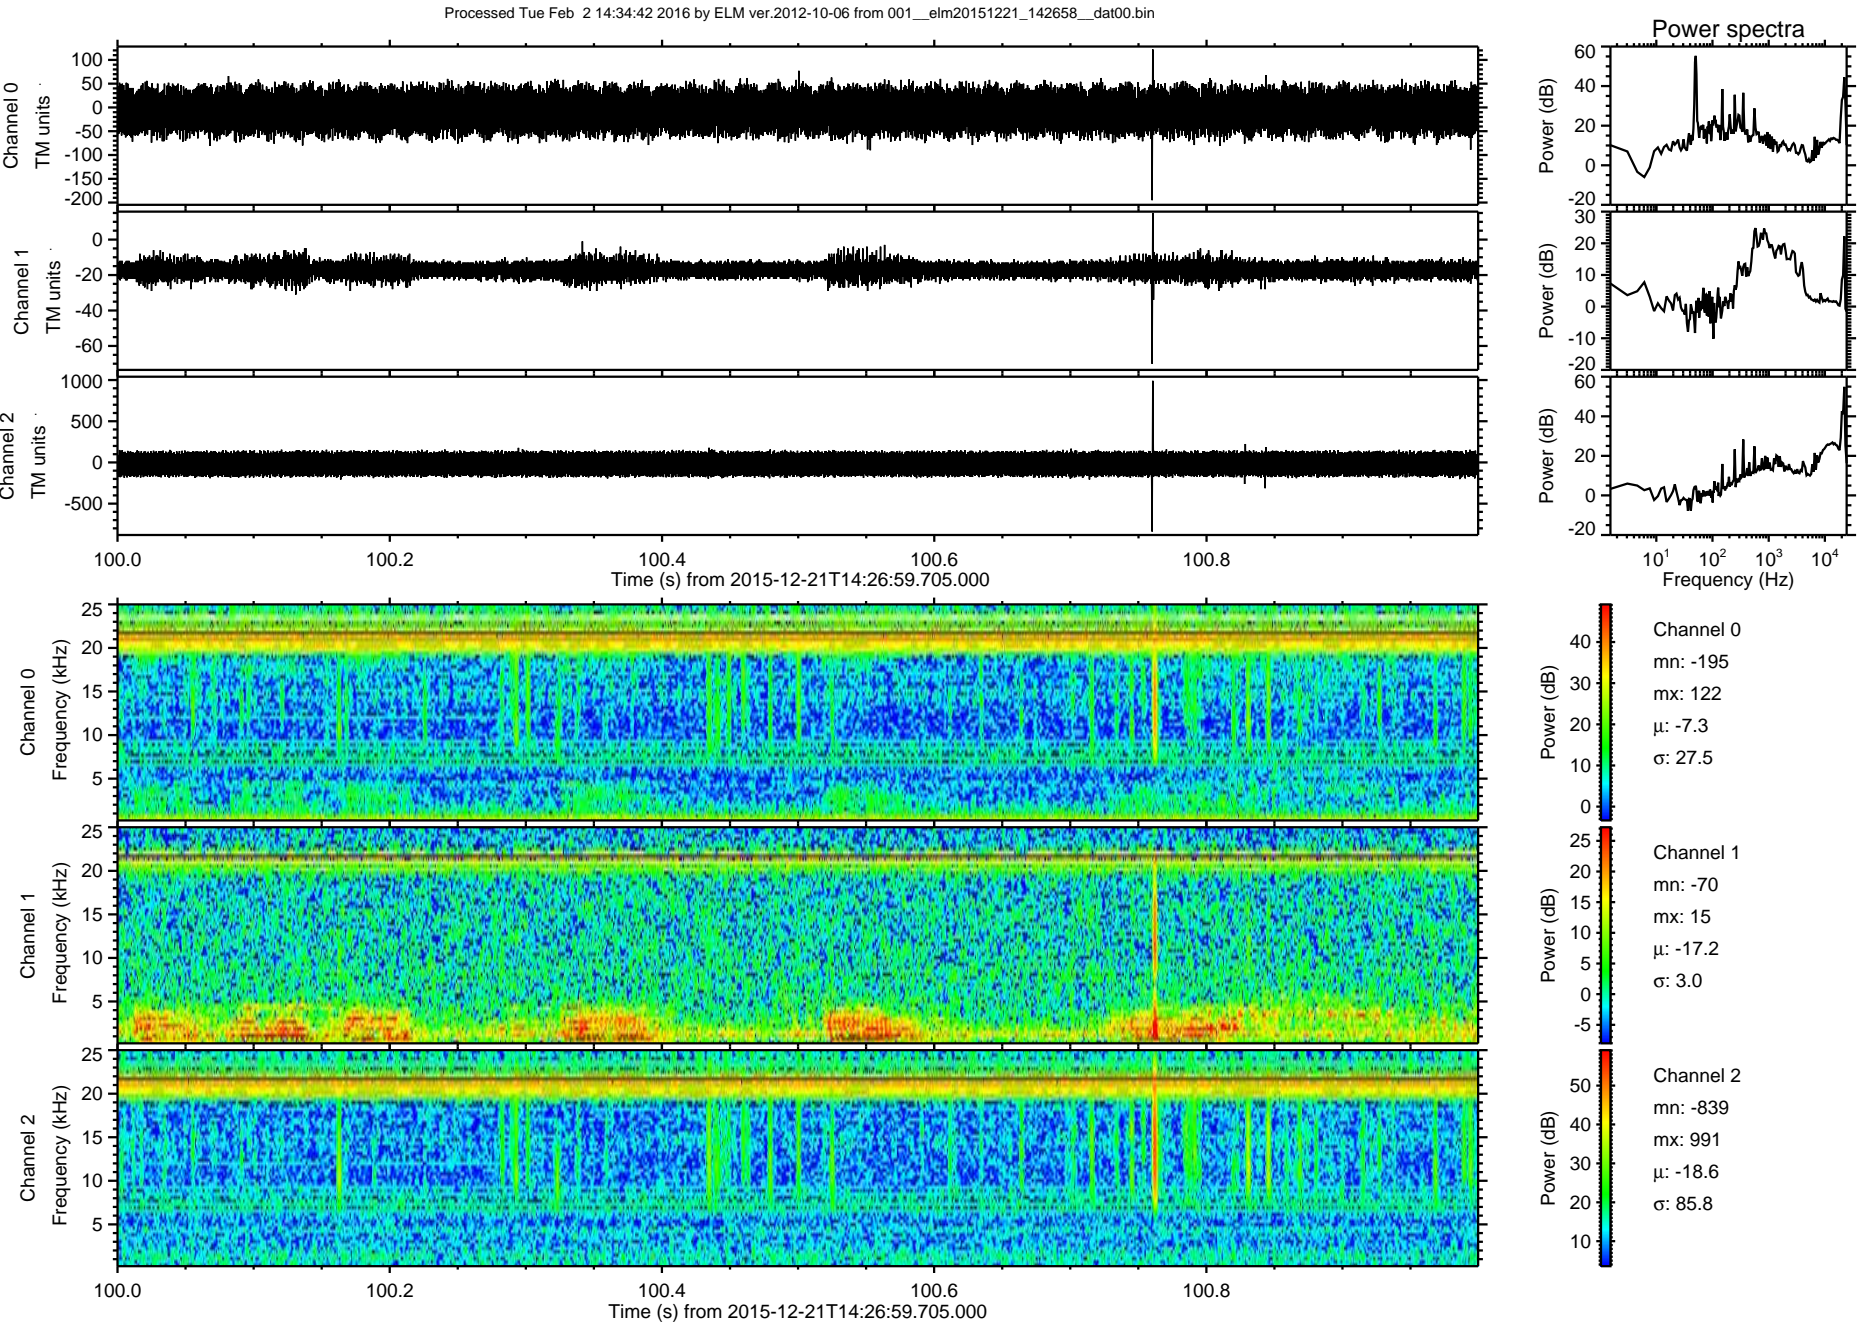 Processed Tue Feb  2 14:34:42 2016 by ELM ver.2012-10-06 from 001__elm20151221_142658__dat00.bin
Power spectra
Channel 0
TM units
100
50
0
-50
-100
-150
-200
Power (dB)
60
40
20
0
-20
Channel 1
TM units
0
-20
-40
-60
Power (dB)
30
20
10
0
-10
-20
Channel 2
TM units
1000
500
0
-500
Power (dB)
60
40
20
0
-20
100.0 100.2 100.4 100.6 100.8
Time (s) from 2015-12-21T14:26:59.705.000
10¹ 10² 10³ 10⁴
Frequency (Hz)
Channel 0
Frequency (kHz)
25
20
15
10
5
Power (dB)
40
30
20
10
0
Channel 0
mn: -195
mx: 122
μ: -7.3
σ: 27.5
Channel 1
Frequency (kHz)
25
20
15
10
5
Power (dB)
25
20
15
10
5
0
-5
Channel 1
mn: -70
mx: 15
μ: -17.2
σ: 3.0
Channel 2
Frequency (kHz)
25
20
15
10
5
Power (dB)
50
40
30
20
10
Channel 2
mn: -839
mx: 991
μ: -18.6
σ: 85.8
100.0 100.2 100.4 100.6 100.8
Time (s) from 2015-12-21T14:26:59.705.000